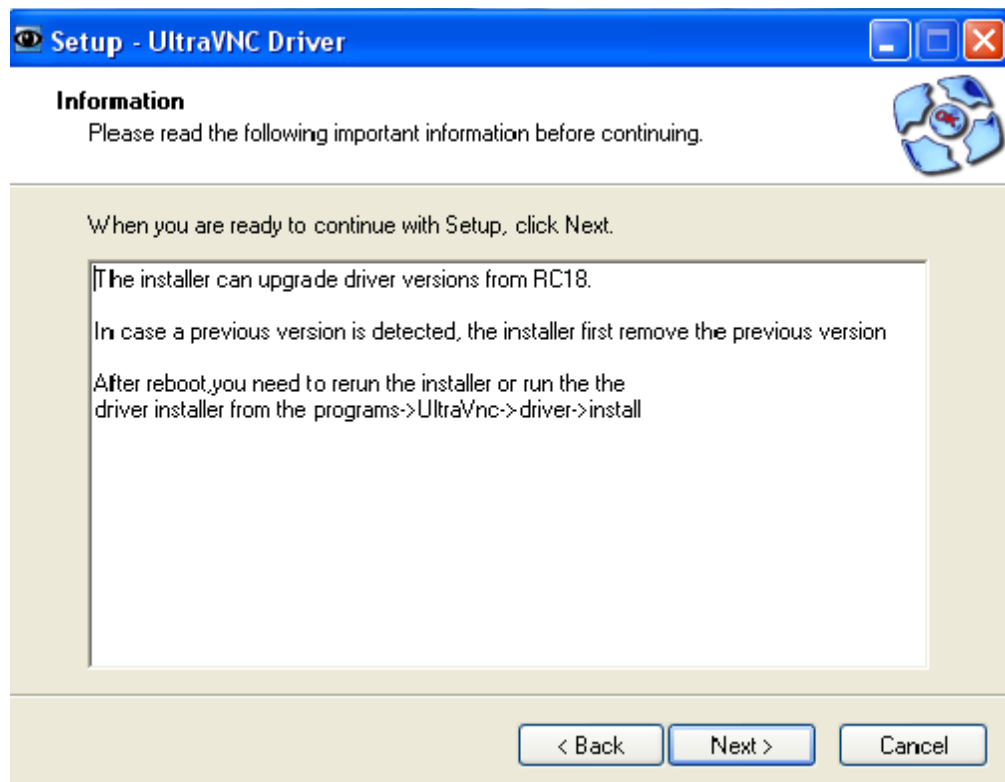 Setup - UltraVNC Driver
Information
Please read the following important information before continuing.
When you are ready to continue with Setup, click Next.
The installer can upgrade driver versions from RC18.
In case a previous version is detected, the installer first remove the previous version
After reboot,you need to rerun the installer or run the the
driver installer from the programs->UltraVnc->driver->install
< Back
Next >
Cancel